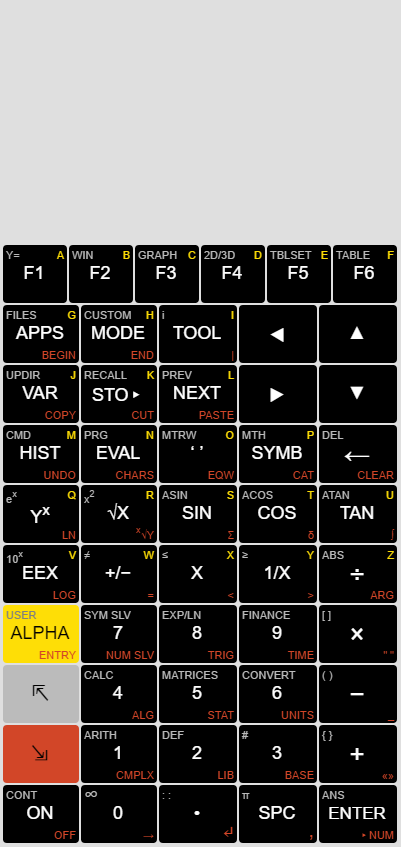 Y= A WIN B GRAPH C 2D/3D D TBLSET E TABLE F
F1 F2 F3 F4 F5 F6
FILES G CUSTOM H i I
APPS MODE TOOL ◀ ▲
BEGIN END |
UPDIR J RECALL K PREV L
VAR STO ▸ NEXT ▶ ▼
COPY CUT PASTE
CMD M PRG N MTRW O MTH P DEL
HIST EVAL ‘ ’ SYMB ←
UNDO CHARS EQW CAT CLEAR
eˣ Q x² R ASIN S ACOS T ATAN U
Yˣ √X SIN COS TAN
LN ˣ√Y Σ δ ∫
10ˣ V ≠ W ≤ X ≥ Y ABS Z
EEX +/− X 1/X ÷
LOG = < > ARG
USER SYM SLV EXP/LN FINANCE [ ]
ALPHA 7 8 9 ×
ENTRY NUM SLV TRIG TIME " "
CALC MATRICES CONVERT ( )
↖ 4 5 6 −
ALG STAT UNITS _
ARITH DEF # { }
⇲ 1 2 3 +
CMPLX LIB BASE «»
CONT ∞ : : π ANS
ON 0 . SPC ENTER
OFF → ↲ , ▸ NUM